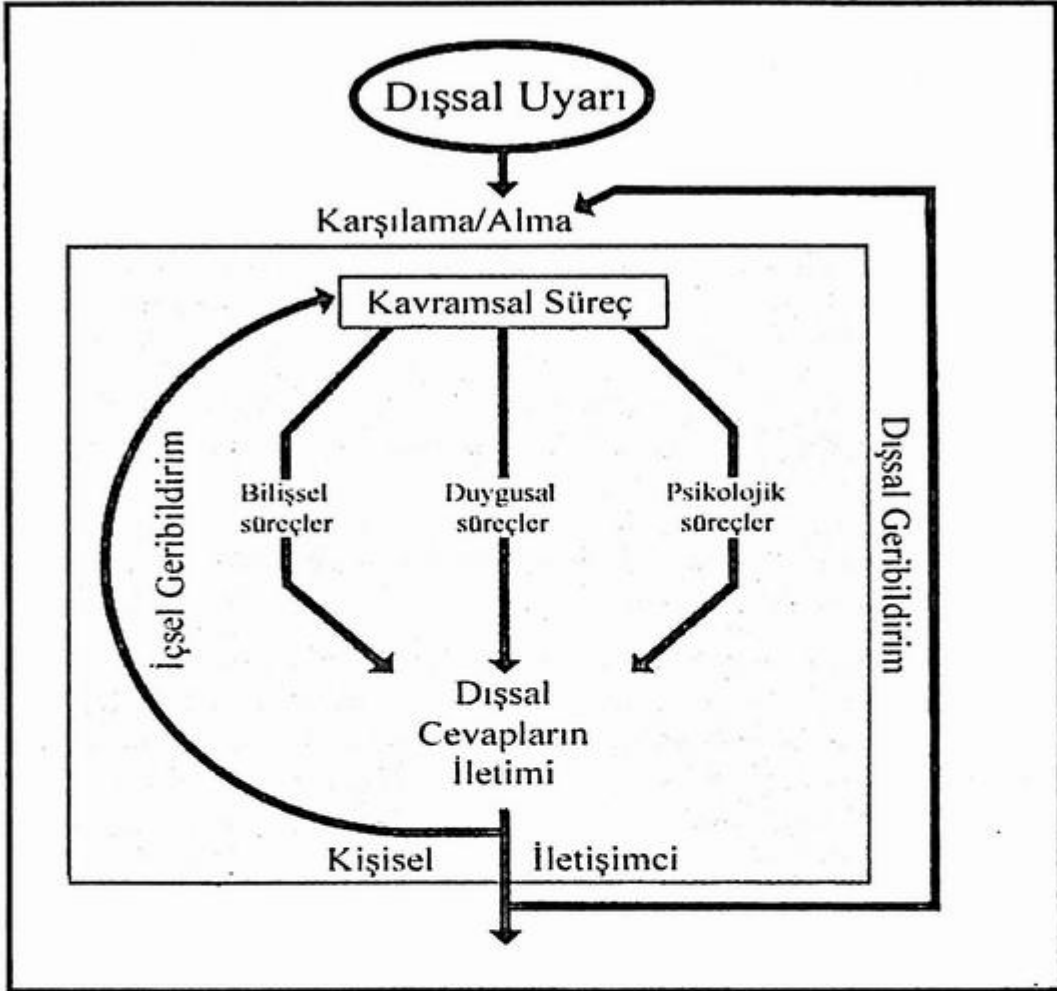 Dışsal Uyarı
Karşılama/Alma
Kavramsal Süreç
Bilişsel
süreçler
Duygusal
süreçler
Psikolojik
süreçler
İçsel Geribildirim
Dışsal Geribildirim
Dışsal
Cevapların
İletimi
Kişisel İletişimci